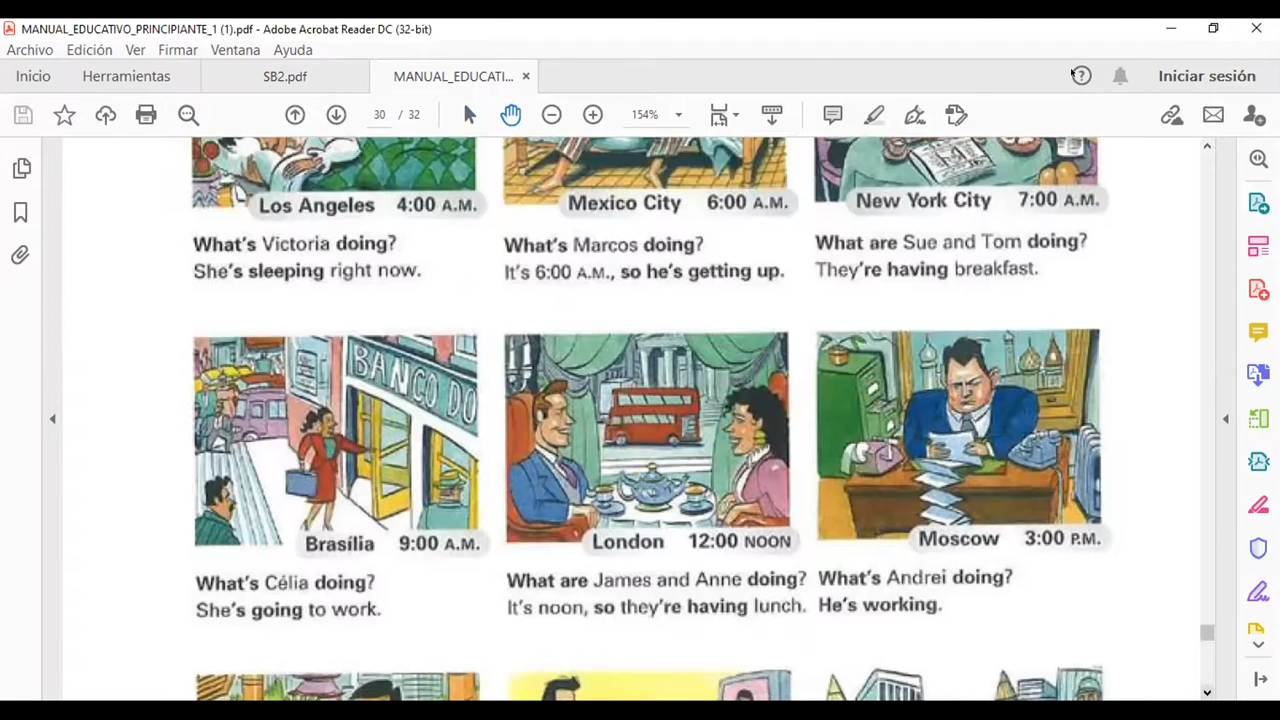 MANUAL_EDUCATIVO_PRINCIPIANTE_1 (1).pdf - Adobe Acrobat Reader DC (32-bit)
Archivo Edición Ver Firmar Ventana Ayuda
Inicio Herramientas SB2.pdf MANUAL_EDUCATI... Iniciar sesión
30 / 32 154%
Los Angeles 4:00 A.M.
Mexico City 6:00 A.M.
New York City 7:00 A.M.
What's Victoria doing?
She's sleeping right now.
What's Marcos doing?
It's 6:00 A.M., so he's getting up.
What are Sue and Tom doing?
They're having breakfast.
BANCO DO
Brasília 9:00 A.M.
London 12:00 NOON
Moscow 3:00 P.M.
What's Célia doing?
She's going to work.
What are James and Anne doing?
It's noon, so they're having lunch.
What's Andrei doing?
He's working.